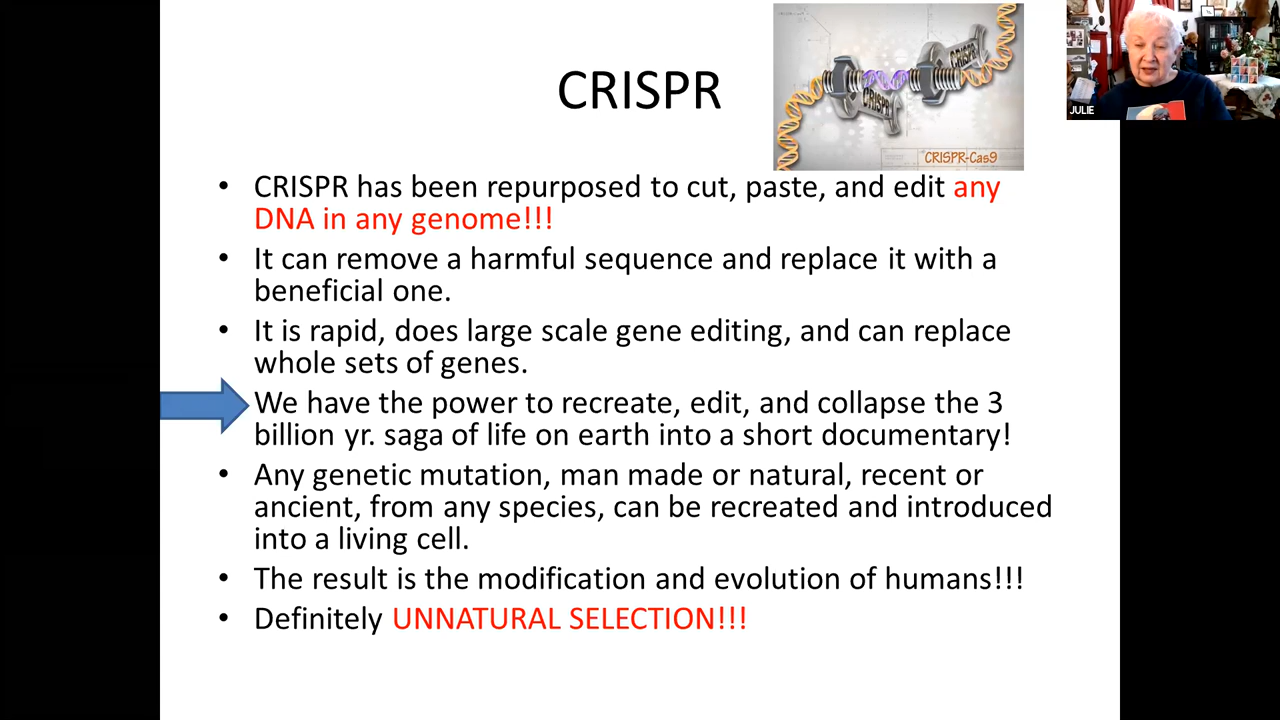 CRISPR
CRISPR
CRISPR
CRISPR-Cas9
JULIE
• CRISPR has been repurposed to cut, paste, and edit any
DNA in any genome!!!
• It can remove a harmful sequence and replace it with a
beneficial one.
• It is rapid, does large scale gene editing, and can replace
whole sets of genes.
We have the power to recreate, edit, and collapse the 3
billion yr. saga of life on earth into a short documentary!
• Any genetic mutation, man made or natural, recent or
ancient, from any species, can be recreated and introduced
into a living cell.
• The result is the modification and evolution of humans!!!
• Definitely UNNATURAL SELECTION!!!